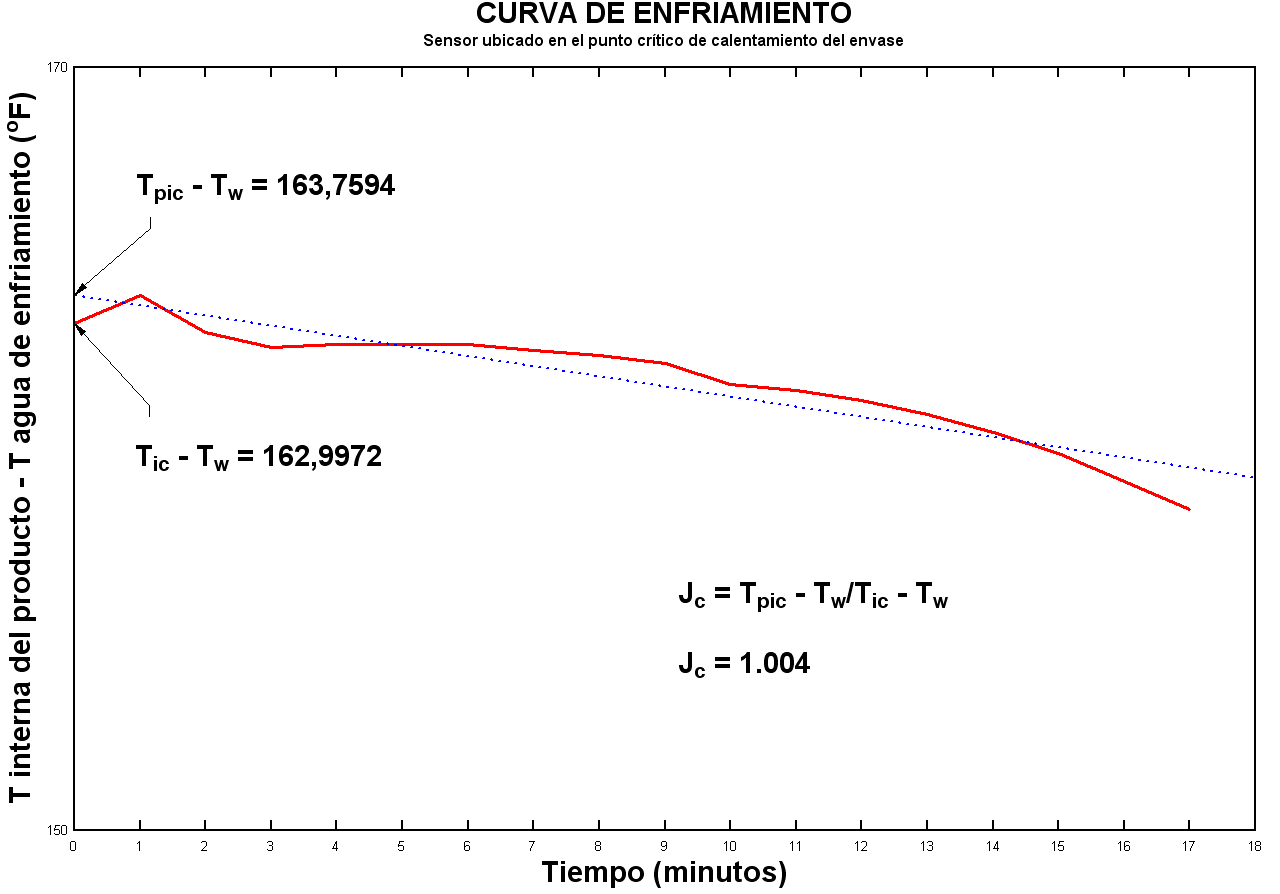 CURVA DE ENFRIAMIENTO
Sensor ubicado en el punto crítico de calentamiento del envase
T interna del producto - T agua de enfriamiento (ºF)
170
Tpic - Tw = 163,7594
Tic - Tw = 162,9972
Jc = Tpic - Tw/Tic - Tw
Jc = 1.004
150
0 1 2 3 4 5 6 7 8 9 10 11 12 13 14 15 16 17 18
Tiempo (minutos)